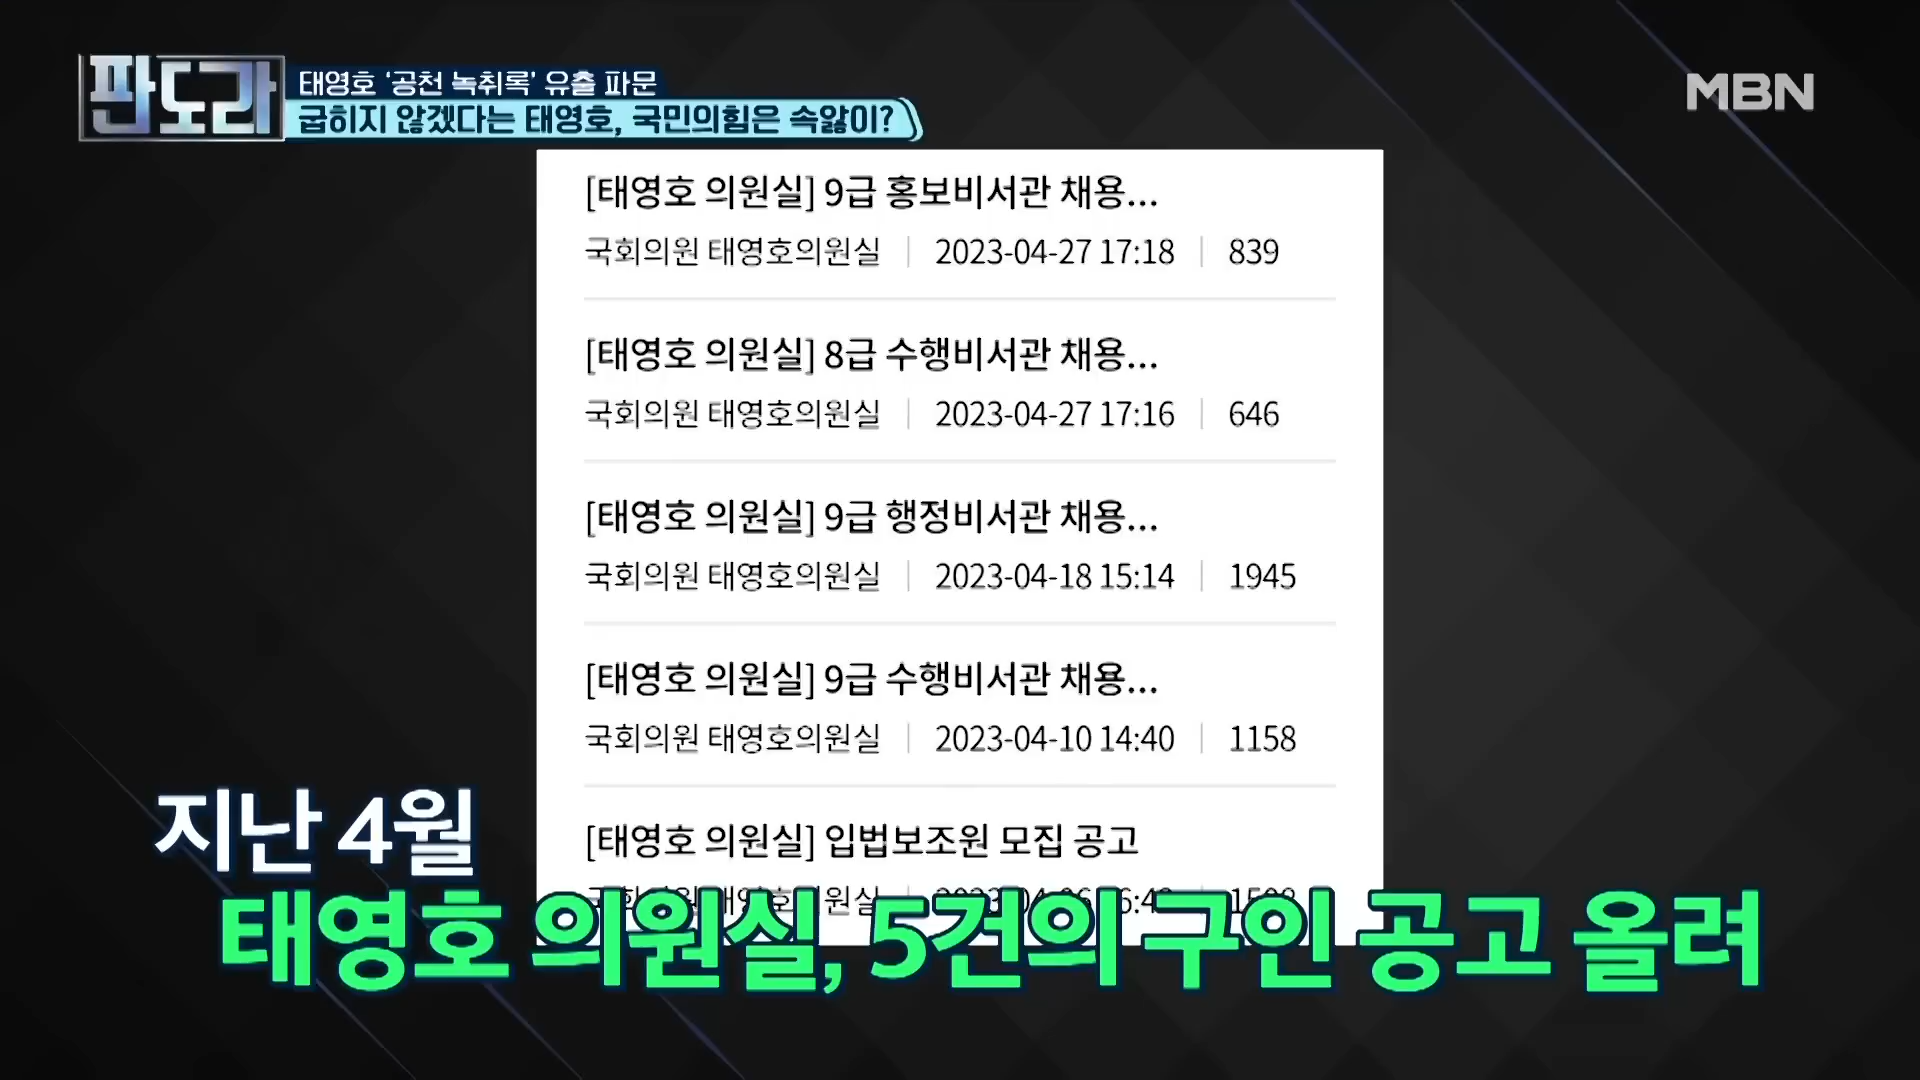 판도라
태영호 ‘공천 녹취록’ 유출 파문
굽히지 않겠다는 태영호, 국민의힘은 속앓이?
MBN
[태영호 의원실] 9급 홍보비서관 채용...
국회의원 태영호의원실 | 2023-04-27 17:18 | 839
[태영호 의원실] 8급 수행비서관 채용...
국회의원 태영호의원실 | 2023-04-27 17:16 | 646
[태영호 의원실] 9급 행정비서관 채용...
국회의원 태영호의원실 | 2023-04-18 15:14 | 1945
[태영호 의원실] 9급 수행비서관 채용...
국회의원 태영호의원실 | 2023-04-10 14:40 | 1158
[태영호 의원실] 입법보조원 모집 공고
지난 4월
태영호 의원실, 5건의 구인 공고 올려